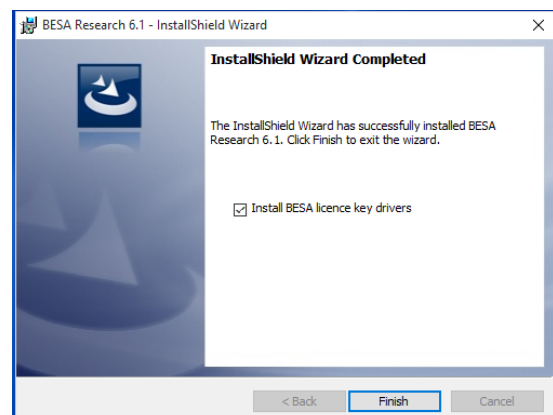 BESA Research 6.1 - InstallShield Wizard
InstallShield Wizard Completed
The InstallShield Wizard has successfully installed BESA
Research 6.1. Click Finish to exit the wizard.
Install BESA licence key drivers
< Back Finish Cancel